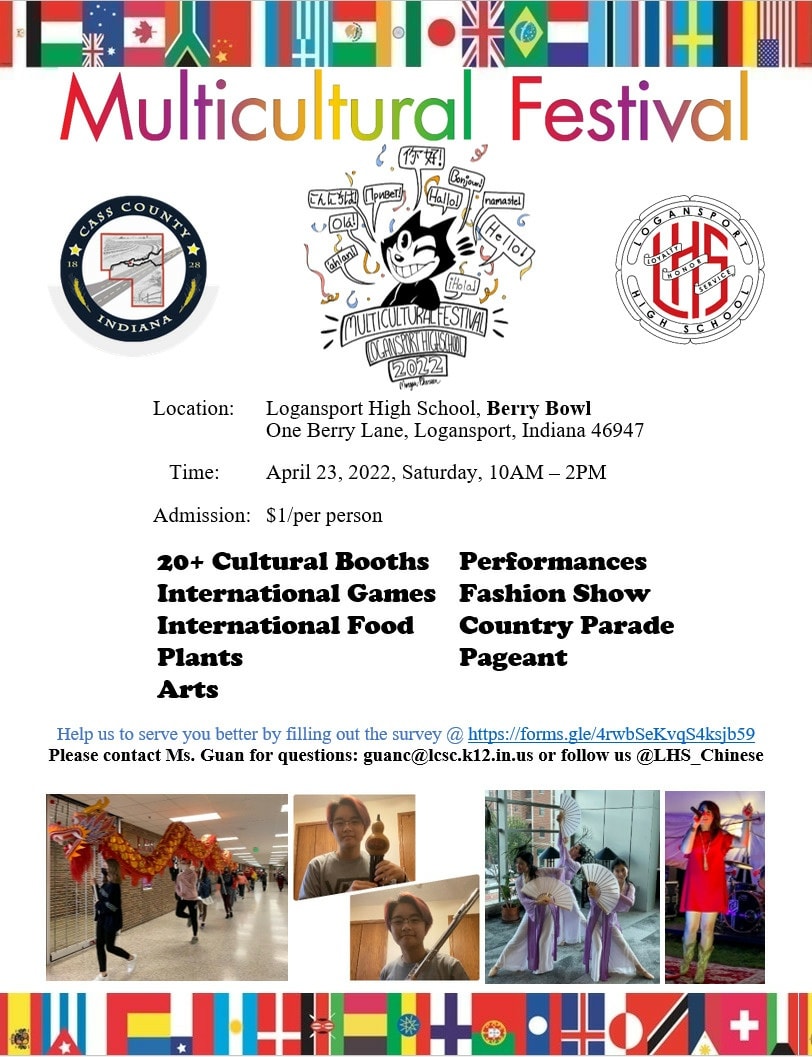 Multicultural Festival
你好!
Bonjour!
こんにちは!
Привет!
Hallo!
namaste!
Olá!
Hello!
ahlan!
¡Hola!
MULTICULTURAL FESTIVAL
LOGANSPORT HIGH SCHOOL
2022
CASS COUNTY
18 28
INDIANA
LOGANSPORT
LHS
LOYALTY
HONOR
SERVICE
HIGH SCHOOL
Location: Logansport High School, Berry Bowl
One Berry Lane, Logansport, Indiana 46947
Time: April 23, 2022, Saturday, 10AM – 2PM
Admission: $1/per person
20+ Cultural Booths
International Games
International Food
Plants
Arts
Performances
Fashion Show
Country Parade
Pageant
Help us to serve you better by filling out the survey @ https://forms.gle/4rwbSeKvqS4ksjb59
Please contact Ms. Guan for questions: guanc@lcsc.k12.in.us or follow us @LHS_Chinese